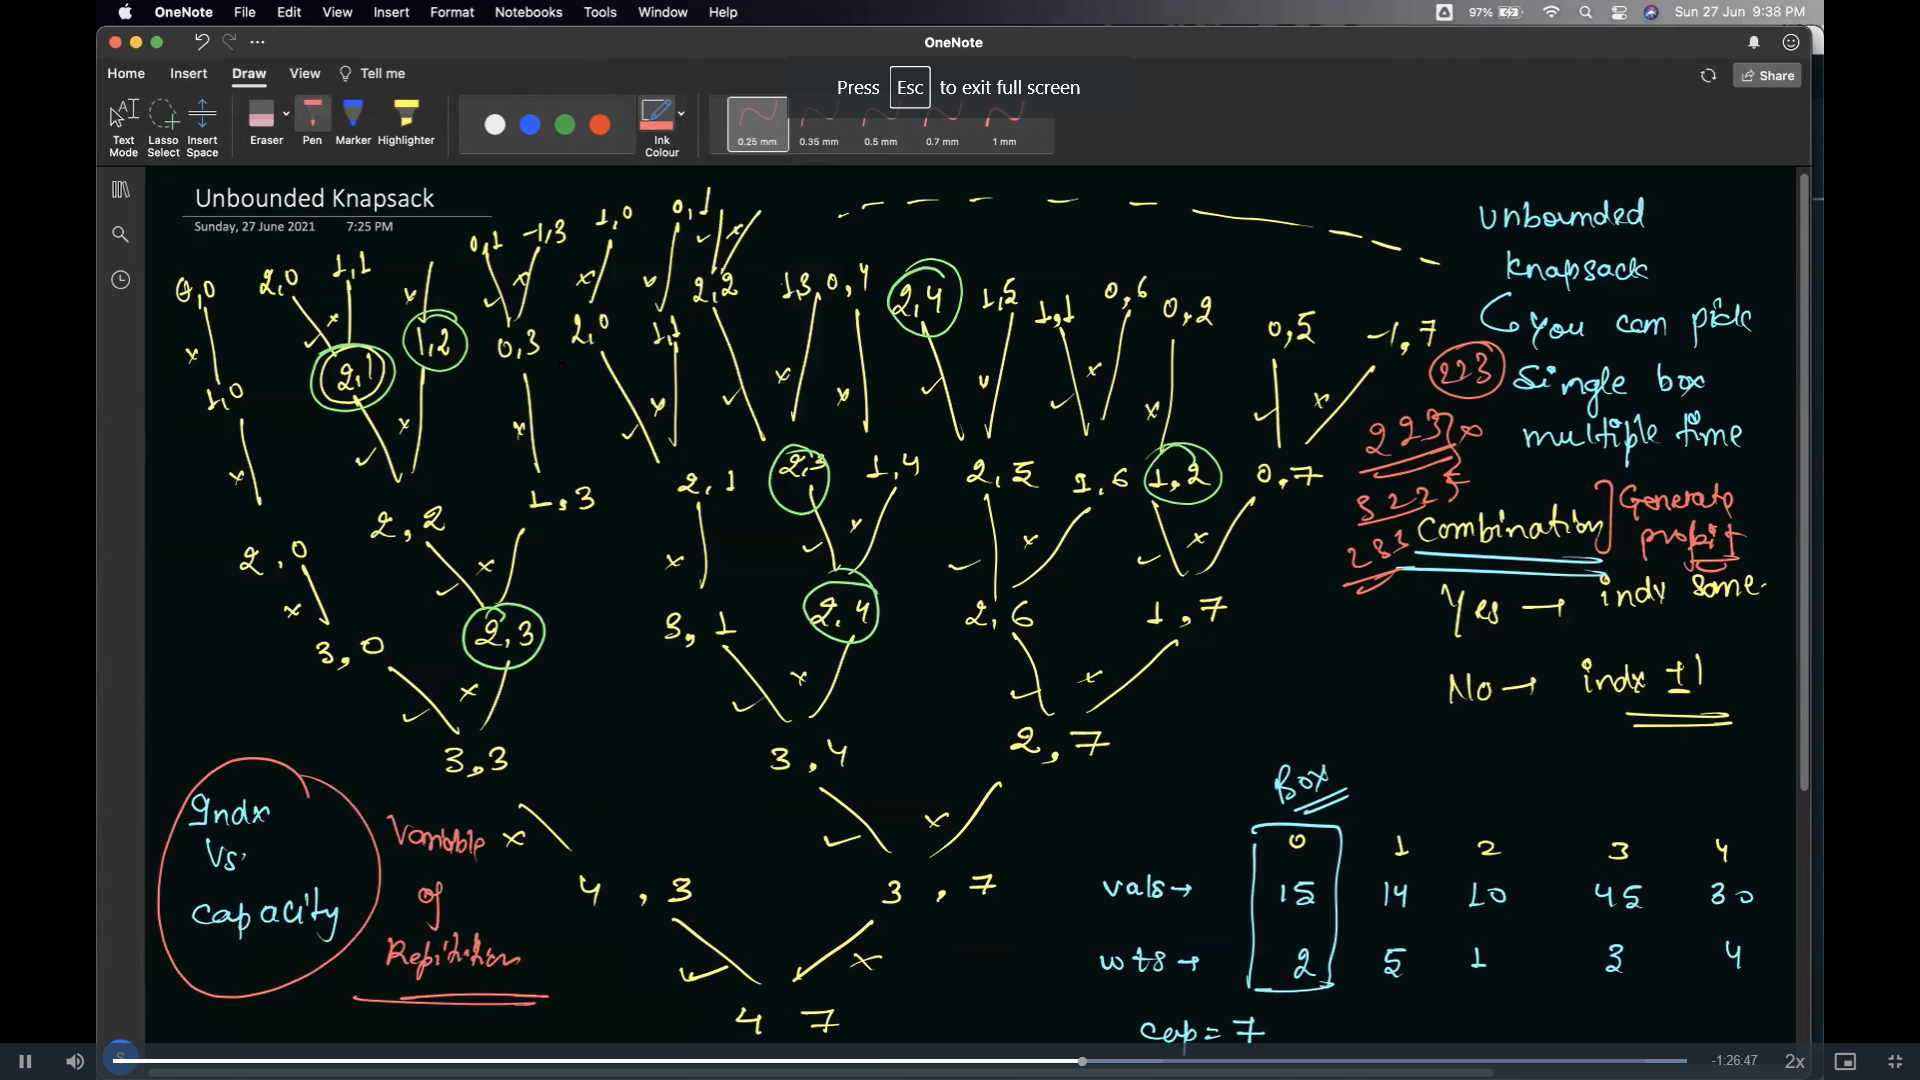 OneNote File Edit View Insert Format Notebooks Tools Window Help
97% Sun 27 Jun 9:38 PM
OneNote
Home Insert Draw View Tell me
Share
Press Esc to exit full screen
Text Mode
Lasso Select
Insert Space
Eraser
Pen
Marker
Highlighter
Ink Colour
0.25 mm 0.35 mm 0.5 mm 0.7 mm 1 mm
Unbounded Knapsack
Sunday, 27 June 2021 7:25 PM
0,1 -1,3 1,0 0,1
2,0 1,1 2,2 1,3 0,4 2,4 1,5 1,1 0,6 0,2 0,5 -1,7
2,1 1,2 0,3 2,0 1,1
1,0
2,1 2,3 1,4 2,5 1,6 1,2 0,7
2,2 1,3
2,0
3,0 2,3 3,1 2,4 2,6 1,7
3,3 3,4 2,7
4,3 3,7
4 7
unbounded
knapsack
you can pick
single box
multiple time
223
223
322
Combination
Generate
profit
Yes → indx same
No → indx ±1
Indx
Vs
capacity
Variable
of
Repitition
Box
0 1 2 3 4
vals→ 15 14 10 45 30
wts→ 2 5 1 3 4
cap = 7
-1:26:47 2x